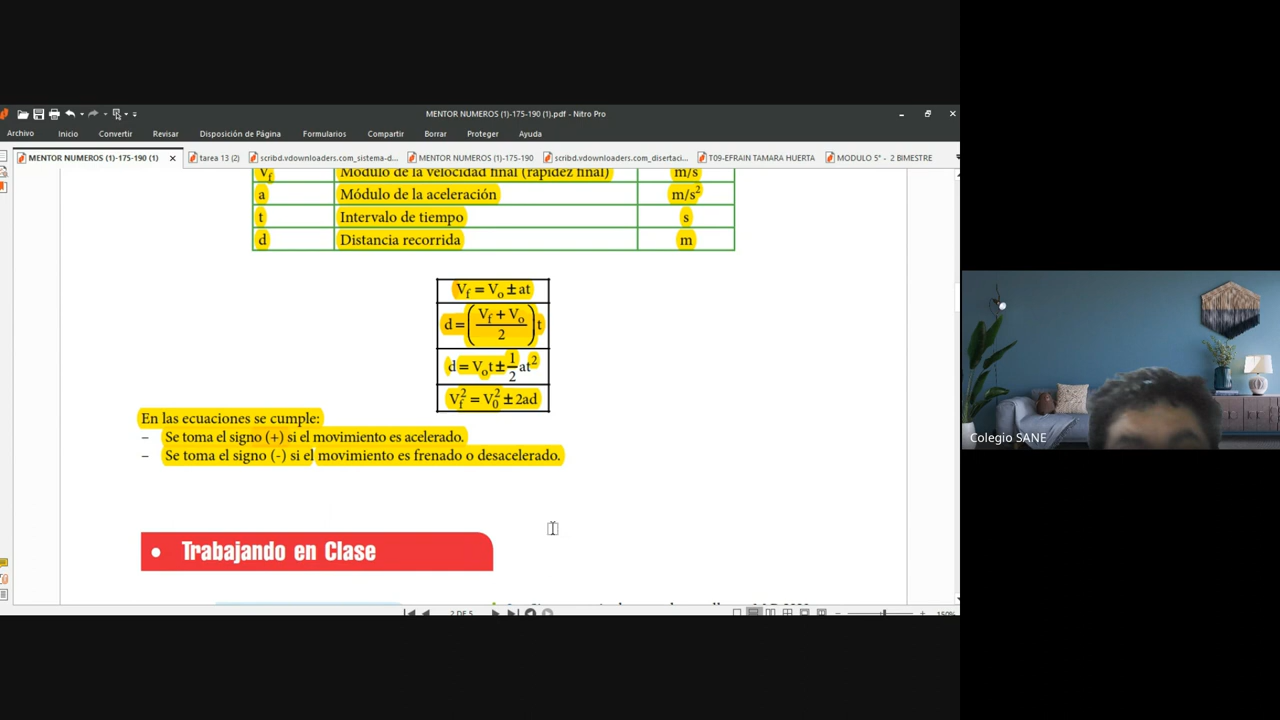 MENTOR NUMEROS (1)-175-190 (1).pdf - Nitro Pro
Archivo Inicio Convertir Revisar Disposición de Página Formularios Compartir Borrar Proteger Ayuda
MENTOR NUMEROS (1)-175-190 (1) tarea 13 (2) scribd.vdownloaders.com_sistema-d... MENTOR NUMEROS (1)-175-190 scribd.vdownloaders.com_disertaci... T09-EFRAIN TAMARA HUERTA MODULO 5° - 2 BIMESTRE
Vf Módulo de la velocidad final (rapidez final) m/s
a Módulo de la aceleración m/s²
t Intervalo de tiempo s
d Distancia recorrida m
Vf = Vo ± at
d = (Vf + Vo / 2) t
d = Vot ± 1/2 at²
Vf² = V0² ± 2ad
En las ecuaciones se cumple:
– Se toma el signo (+) si el movimiento es acelerado.
– Se toma el signo (-) si el movimiento es frenado o desacelerado.
• Trabajando en Clase
2 DE 5
150%
Colegio SANE